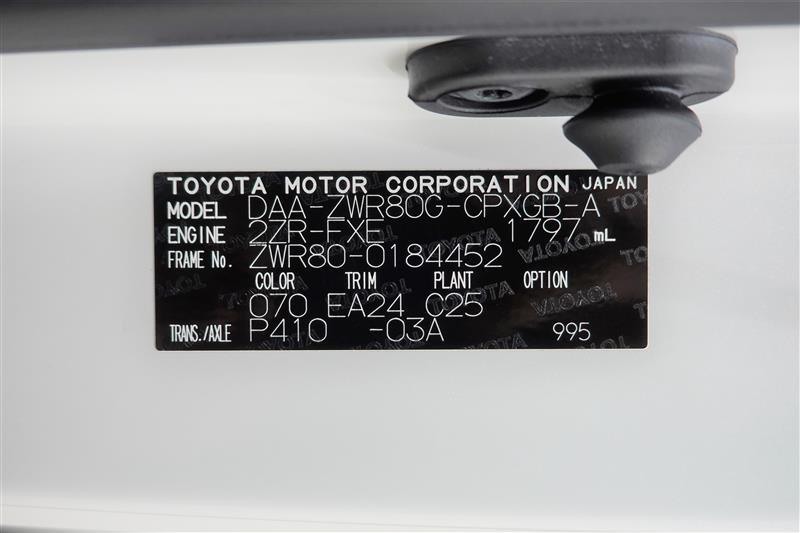 TOYOTA MOTOR CORPORATION JAPAN
MODEL DAA-ZWR80G-CPXGB-A
ENGINE 2ZR-FXE 1797 mL
FRAME No. ZWR80-0184452
COLOR TRIM PLANT OPTION
070 EA24 C25
TRANS./AXLE P410 -03A 995